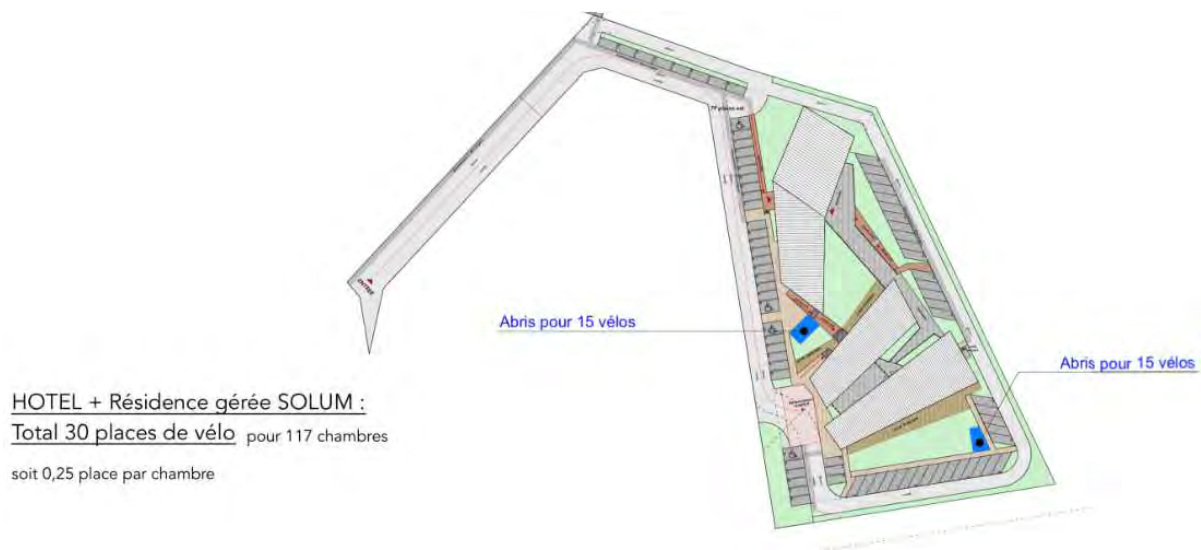 ENTREE
Abris pour 15 vélos
Abris pour 15 vélos
HOTEL + Résidence gérée SOLUM :
Total 30 places de vélo pour 117 chambres
soit 0,25 place par chambre